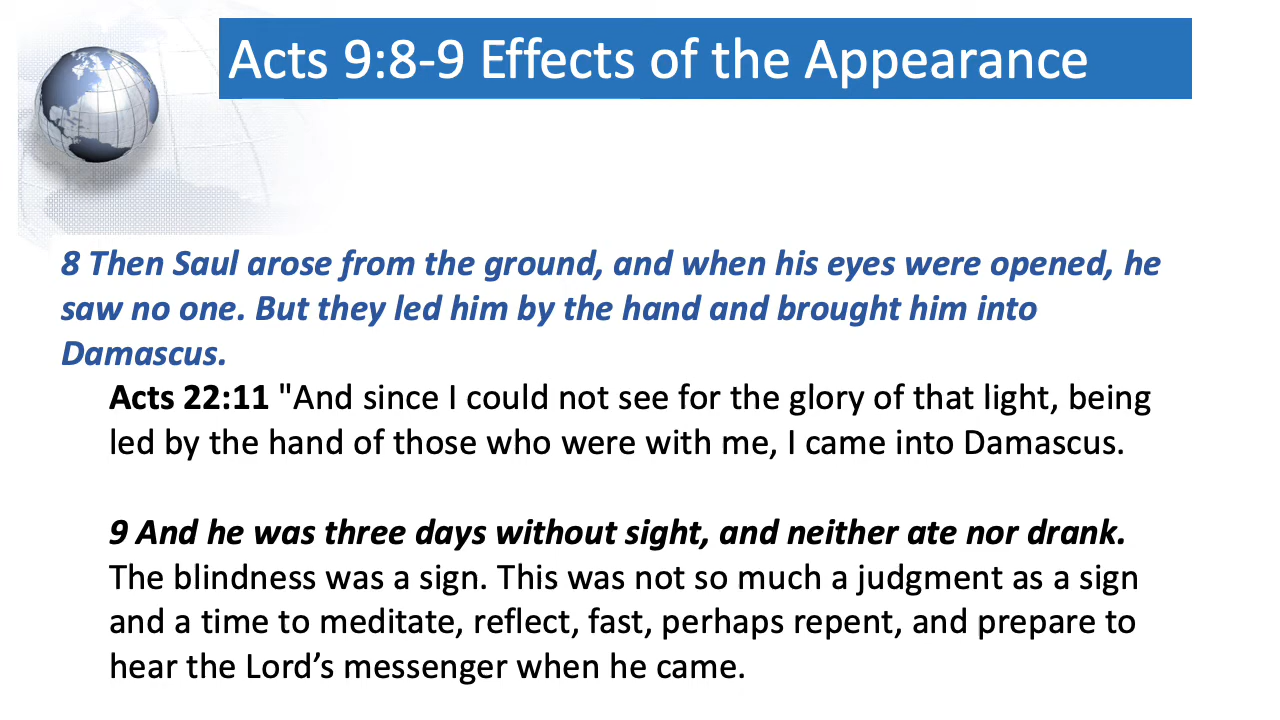 Acts 9:8-9 Effects of the Appearance
8 Then Saul arose from the ground, and when his eyes were opened, he
saw no one. But they led him by the hand and brought him into
Damascus.
Acts 22:11 "And since I could not see for the glory of that light, being
led by the hand of those who were with me, I came into Damascus.
9 And he was three days without sight, and neither ate nor drank.
The blindness was a sign. This was not so much a judgment as a sign
and a time to meditate, reflect, fast, perhaps repent, and prepare to
hear the Lord’s messenger when he came.